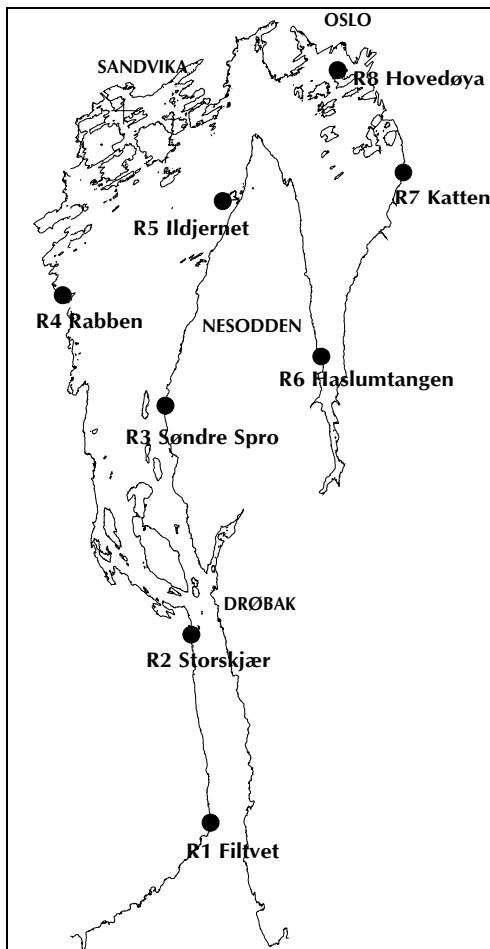 OSLO
SANDVIKA
R8 Hovedøya
R7 Katten
R5 Ildjernet
R4 Rabben
NESODDEN
R6 Haslumtangen
R3 Søndre Spro
DRØBAK
R2 Storskjær
R1 Filtvet